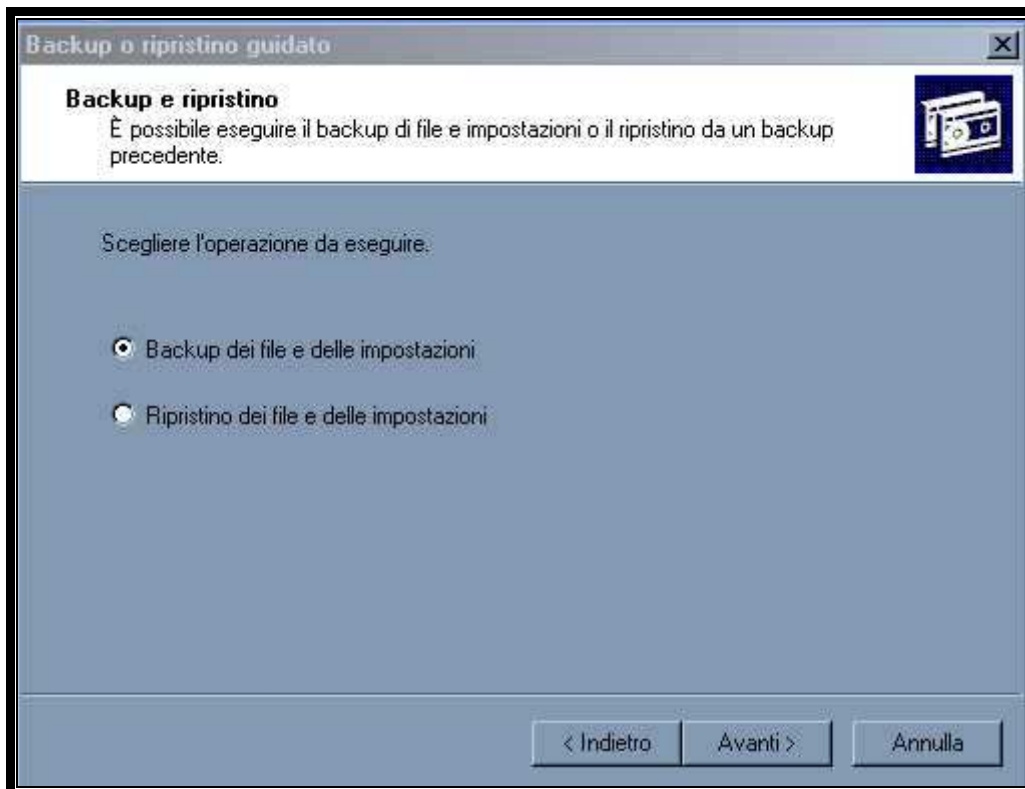 Backup o ripristino guidato
Backup e ripristino
È possibile eseguire il backup di file e impostazioni o il ripristino da un backup
precedente.
Scegliere l'operazione da eseguire.
Backup dei file e delle impostazioni
Ripristino dei file e delle impostazioni
< Indietro Avanti > Annulla